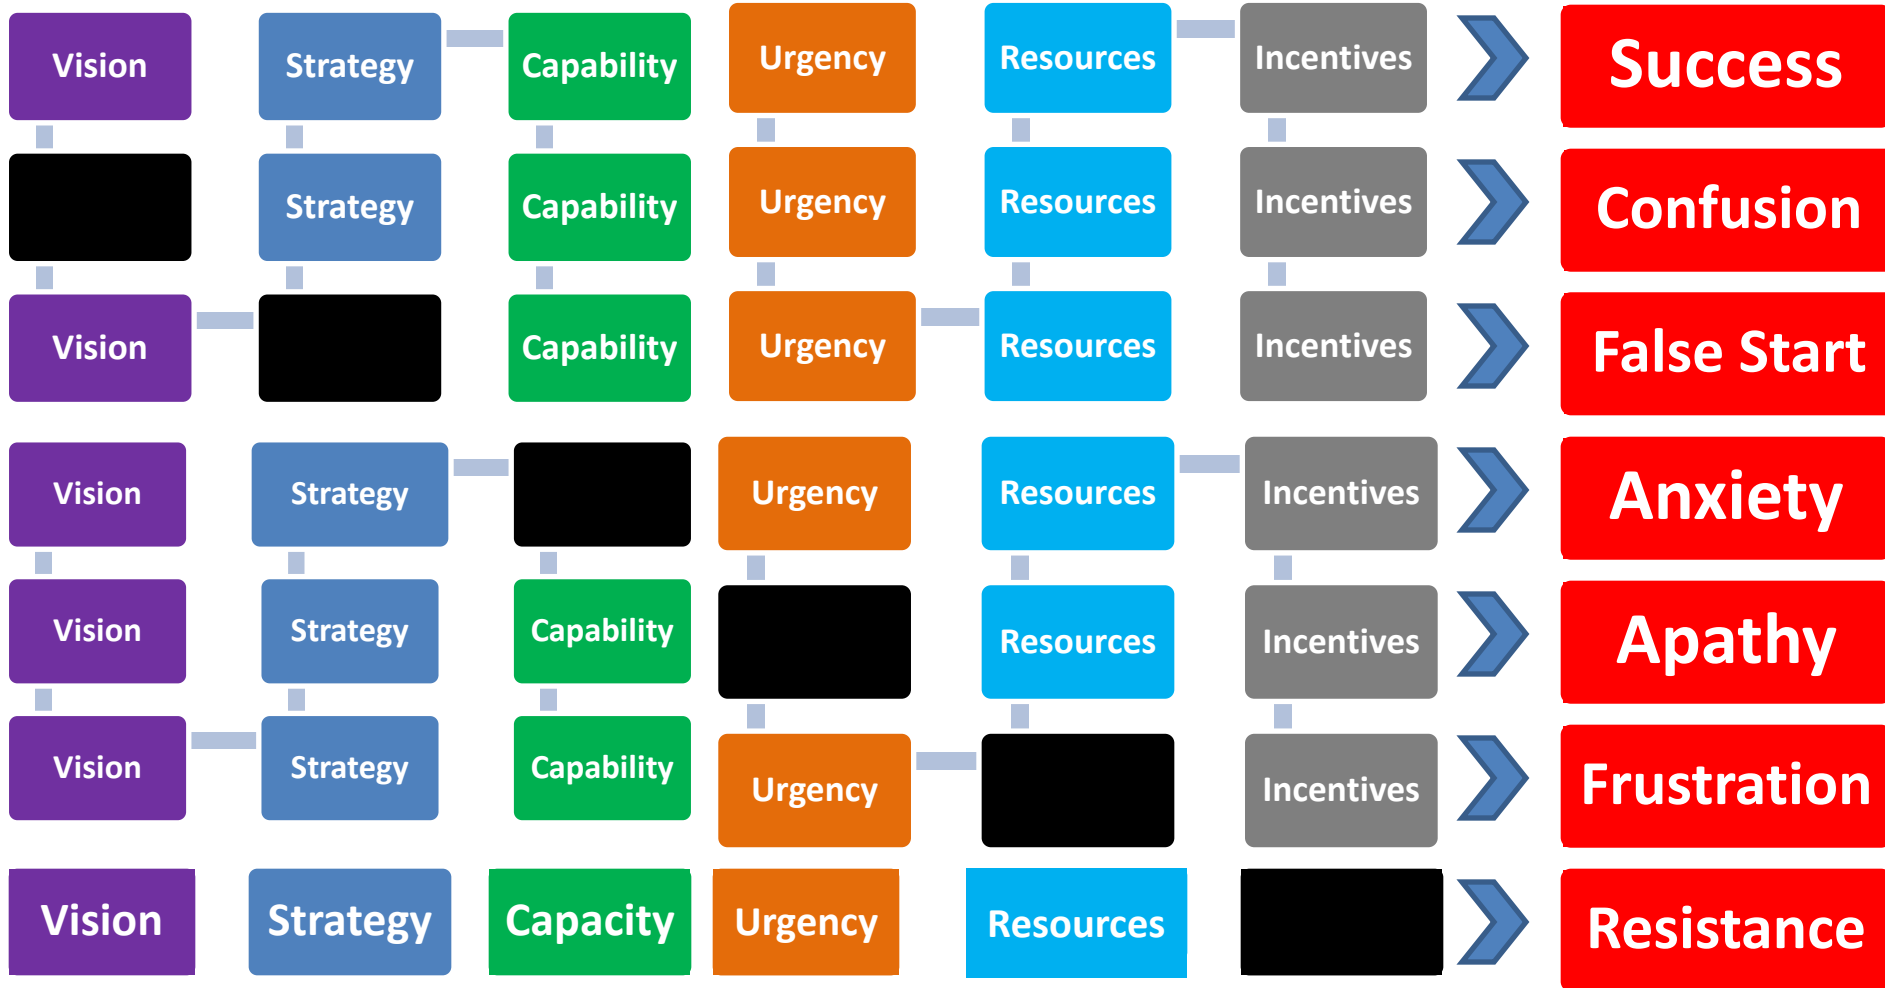 Vision Strategy Capability Urgency Resources Incentives Success
Strategy Capability Urgency Resources Incentives Confusion
Vision Capability Urgency Resources Incentives False Start
Vision Strategy Urgency Resources Incentives Anxiety
Vision Strategy Capability Resources Incentives Apathy
Vision Strategy Capability Urgency Incentives Frustration
Vision Strategy Capacity Urgency Resources Resistance